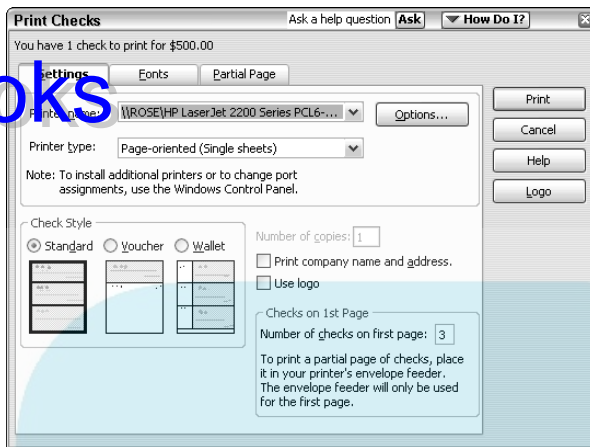 Print Checks
Ask a help question Ask How Do I?
You have 1 check to print for $500.00
Settings Fonts Partial Page
oks
Printer name: \\ROSE\HP LaserJet 2200 Series PCL6-... Options...
Printer type: Page-oriented (Single sheets)
Note: To install additional printers or to change port
assignments, use the Windows Control Panel.
Print
Cancel
Help
Logo
Check Style
Standard Voucher Wallet
Number of copies: 1
Print company name and address.
Use logo
Checks on 1st Page
Number of checks on first page: 3
To print a partial page of checks, place
it in your printer's envelope feeder.
The envelope feeder will only be used
for the first page.